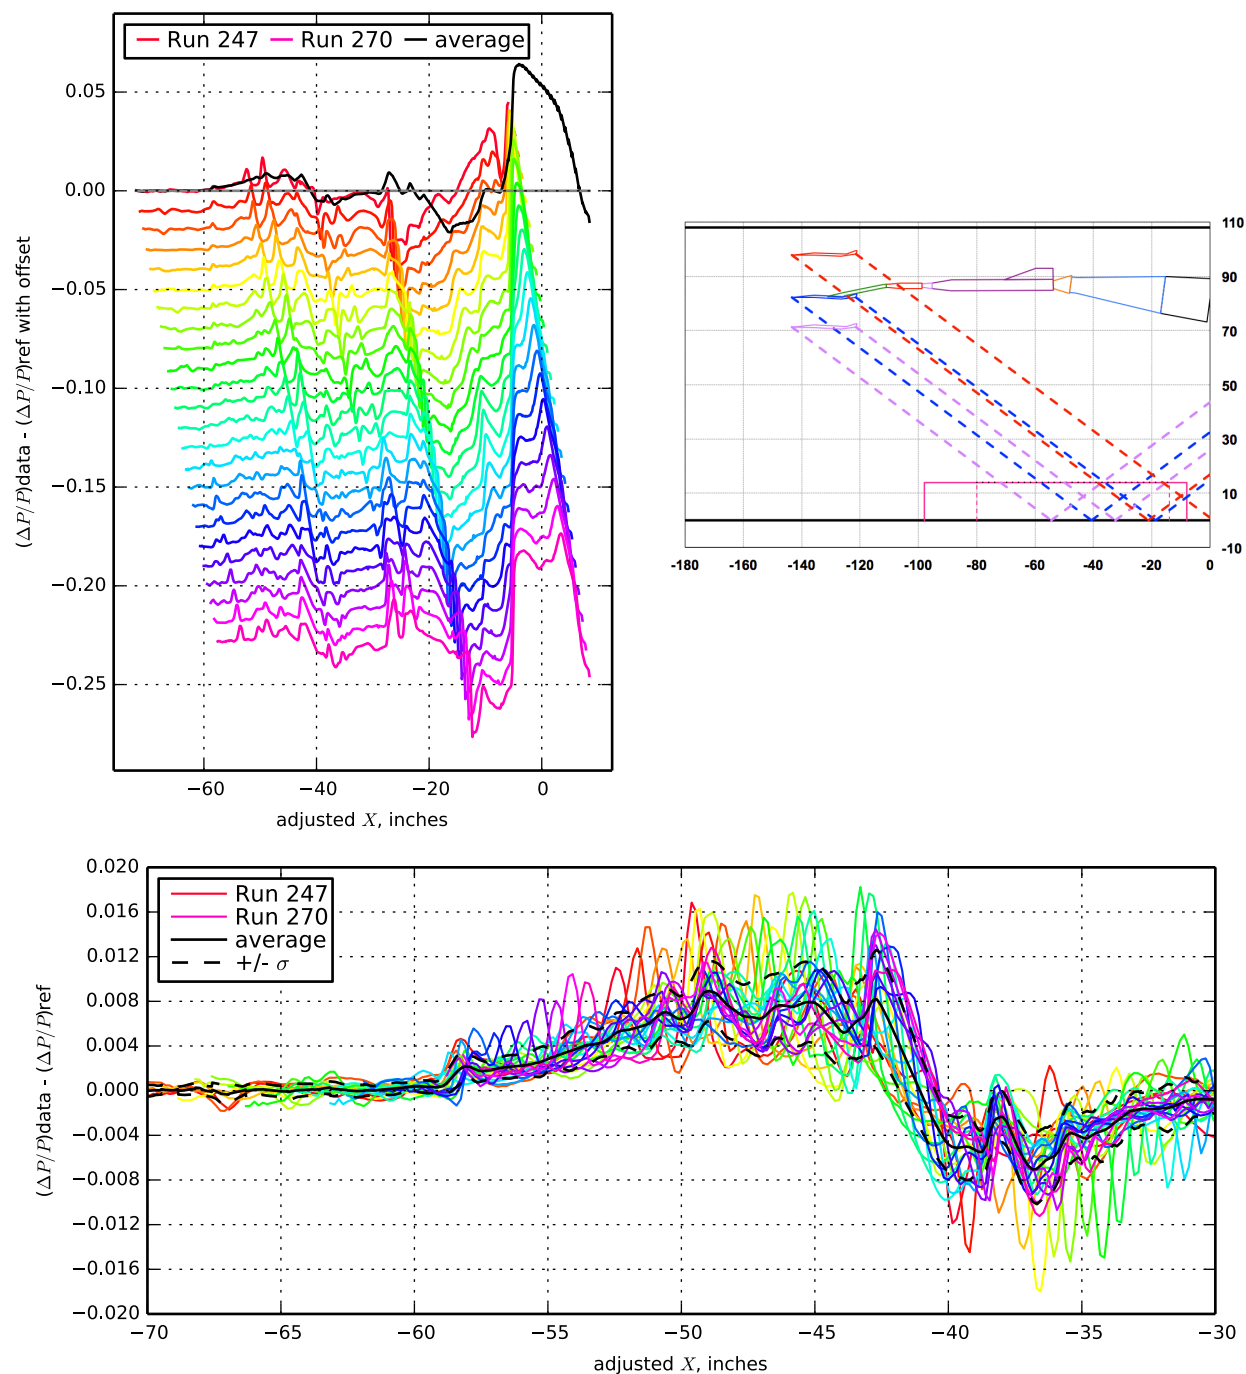 Run 247 Run 270 average
0.05
0.00
−0.05
−0.10
−0.15
−0.20
−0.25
(ΔP/P)data - (ΔP/P)ref with offset
−60 −40 −20 0
adjusted X, inches
110
90
70
50
30
10
-10
-180 -160 -140 -120 -100 -80 -60 -40 -20 0
0.020
0.016
0.012
0.008
0.004
0.000
−0.004
−0.008
−0.012
−0.016
−0.020
(ΔP/P)data - (ΔP/P)ref
Run 247
Run 270
average
+/- σ
−70 −65 −60 −55 −50 −45 −40 −35 −30
adjusted X, inches